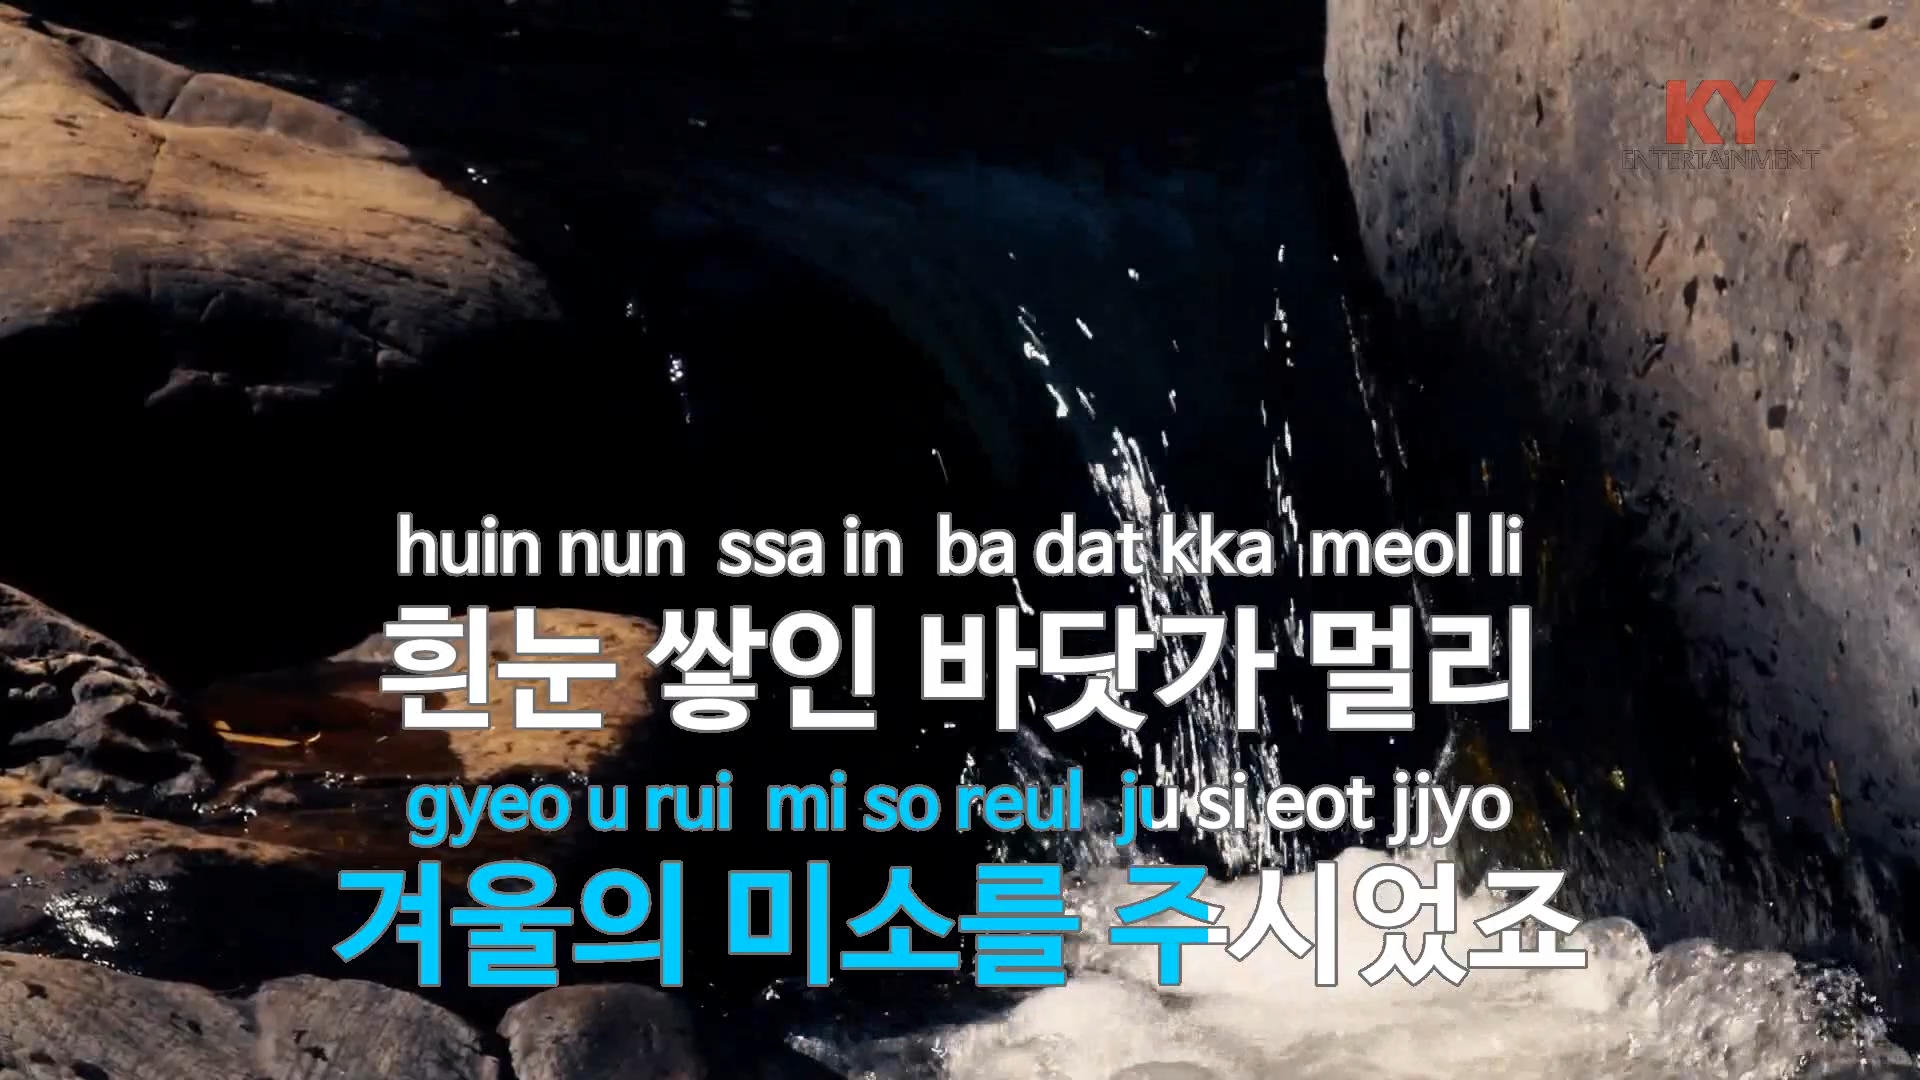 KY
ENTERTAiNMENT
huin nun ssa in ba dat kka meol li
흰눈 쌓인 바닷가 멀리
gyeo u rui mi so reul ju si eot jjyo
겨울의 미소를 주시었죠